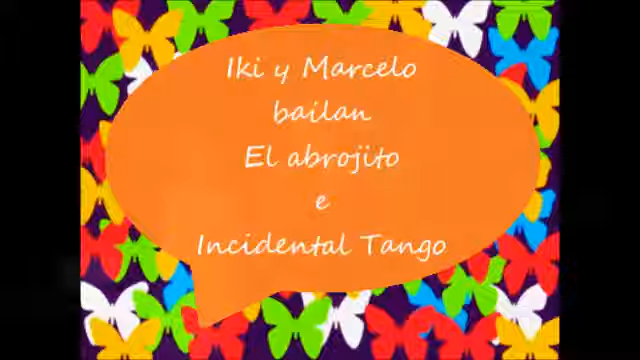 Iki y Marcelo
bailan
El abrojito
e
Incidental Tango